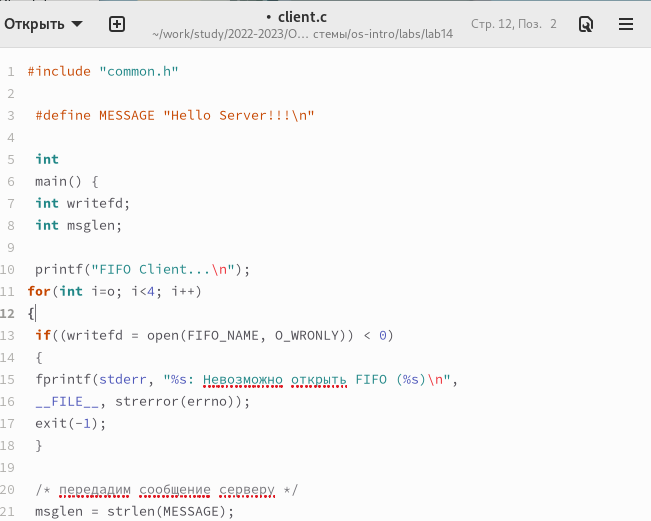 Открыть
• client.c
~/work/study/2022-2023/О… стемы/os-intro/labs/lab14
Стр. 12, Поз. 2
1 #include "common.h"
2
3 #define MESSAGE "Hello Server!!!\n"
4
5 int
6 main() {
7 int writefd;
8 int msglen;
9
10 printf("FIFO Client...\n");
11 for(int i=o; i<4; i++)
12 {
13 if((writefd = open(FIFO_NAME, O_WRONLY)) < 0)
14 {
15 fprintf(stderr, "%s: Невозможно открыть FIFO (%s)\n",
16 __FILE__, strerror(errno));
17 exit(-1);
18 }
19
20 /* передадим сообщение серверу */
21 msglen = strlen(MESSAGE);